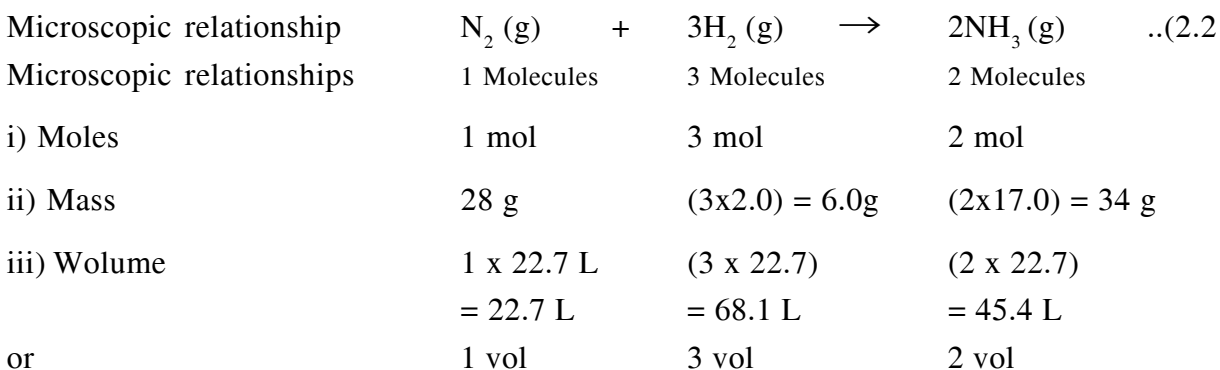 Microscopic relationship N₂ (g) + 3H₂ (g) → 2NH₃ (g) ..(2.2
Microscopic relationships 1 Molecules 3 Molecules 2 Molecules
i) Moles 1 mol 3 mol 2 mol
ii) Mass 28 g (3x2.0) = 6.0g (2x17.0) = 34 g
iii) Wolume 1 x 22.7 L (3 x 22.7) (2 x 22.7)
= 22.7 L = 68.1 L = 45.4 L
or 1 vol 3 vol 2 vol